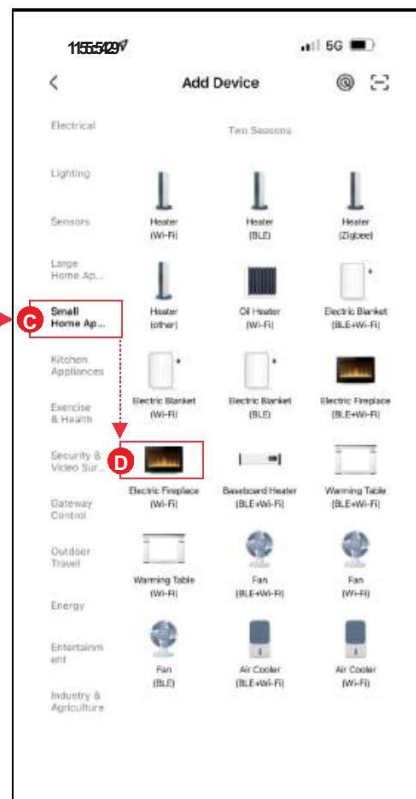 5G
Add Device
Electrical
Two Seasons
Lighting
Sensors
Heater
(Wi-Fi)
Heater
(BLE)
Heater
(Zigbee)
Large
Home Ap...
C
Small
Home Ap...
Heater
(other)
Oil Heater
(Wi-Fi)
Electric Blanket
(BLE+Wi-Fi)
Kitchen
Appliances
Exercise
& Health
Electric Blanket
(Wi-Fi)
Electric Blanket
(BLE)
Electric Fireplace
(BLE+Wi-Fi)
Security &
Video Sur...
D
Gateway
Control
Electric Fireplace
(Wi-Fi)
Baseboard Heater
(BLE+Wi-Fi)
Warming Table
(BLE+Wi-Fi)
Outdoor
Travel
Warming Table
(Wi-Fi)
Fan
(BLE+Wi-Fi)
Fan
(Wi-Fi)
Energy
Entertainm
ent
Fan
(BLE)
Air Cooler
(BLE+Wi-Fi)
Air Cooler
(Wi-Fi)
Industry &
Agriculture